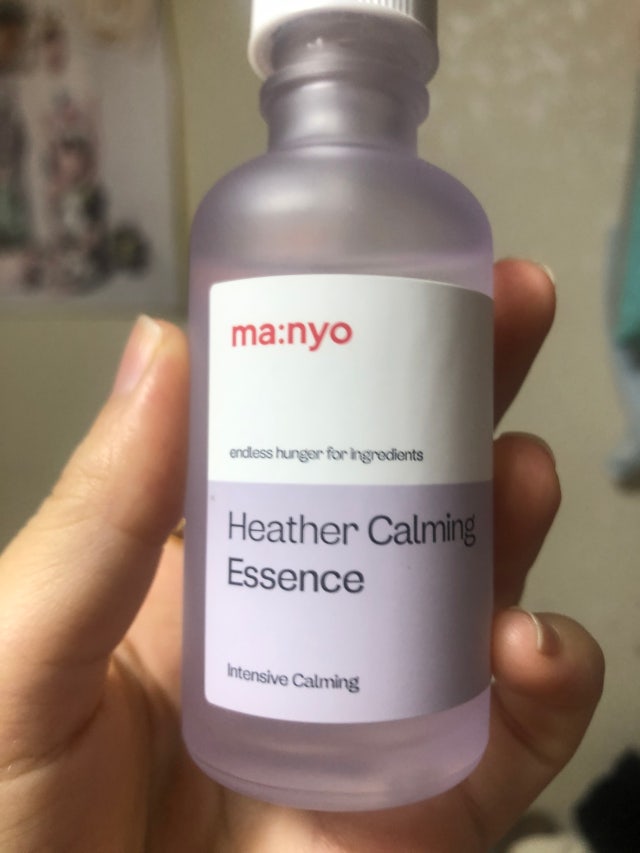 ma:nyo
endless hunger for ingredients
Heather Calming
Essence
Intensive Calming